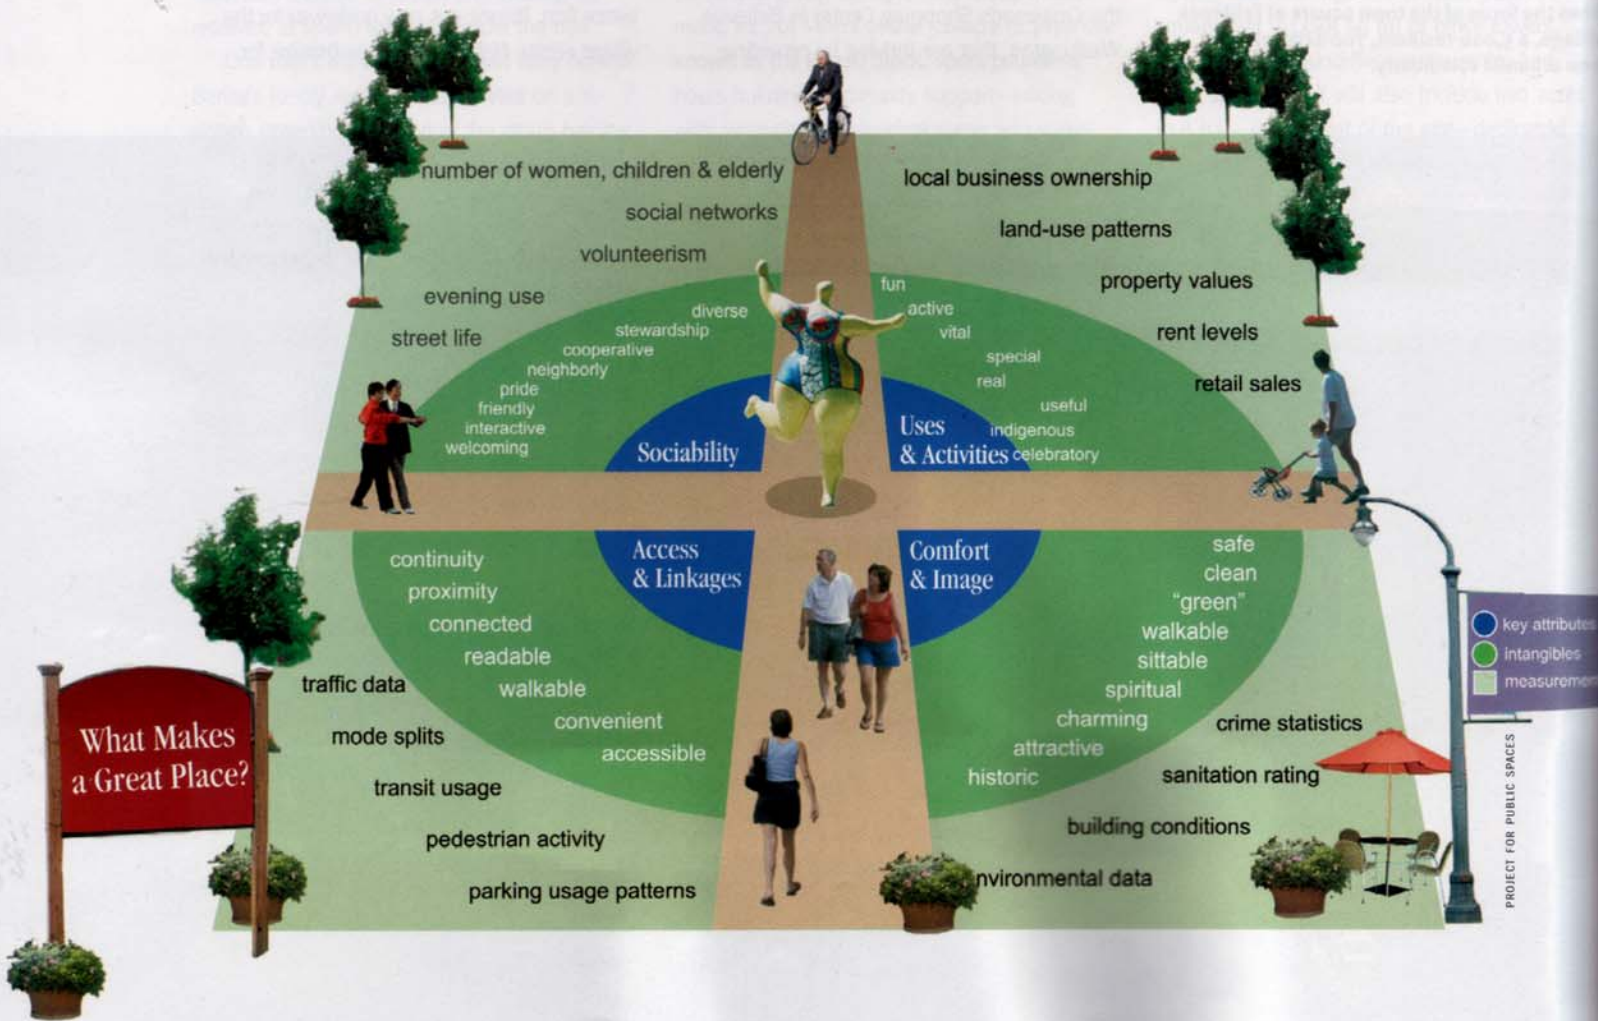 number of women, children & elderly
social networks
volunteerism
evening use
street life
diverse
stewardship
cooperative
neighborly
pride
friendly
interactive
welcoming
Sociability
local business ownership
land-use patterns
property values
rent levels
retail sales
fun
active
vital
special
real
useful
indigenous
celebratory
Uses
& Activities
Access
& Linkages
continuity
proximity
connected
readable
walkable
convenient
accessible
traffic data
mode splits
transit usage
pedestrian activity
parking usage patterns
Comfort
& Image
safe
clean
"green"
walkable
sittable
spiritual
charming
attractive
historic
crime statistics
sanitation rating
building conditions
nvironmental data
key attributes
intangibles
measuremen
What Makes
a Great Place?
PROJECT FOR PUBLIC SPACES